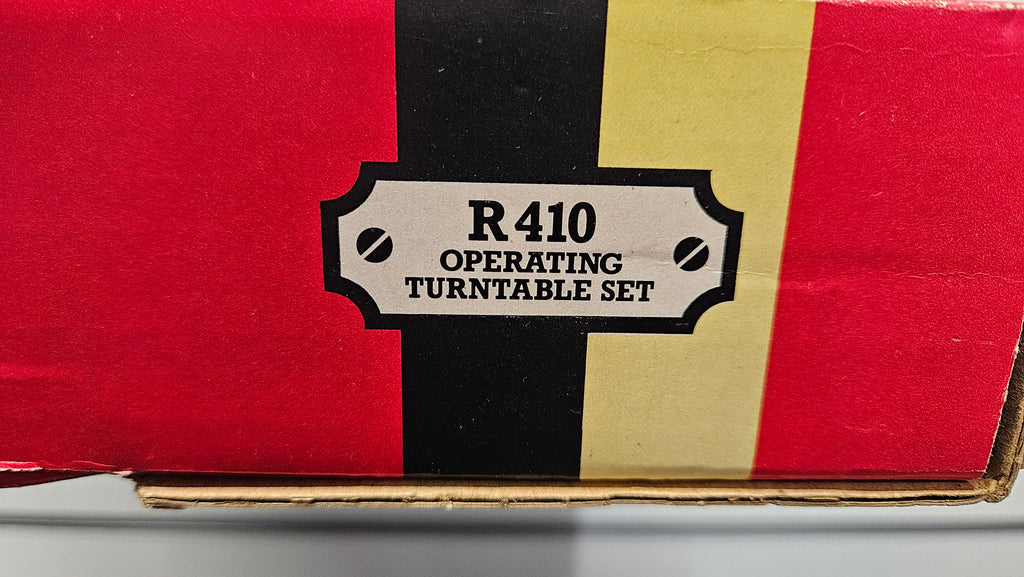 R410
OPERATING
TURNTABLE SET